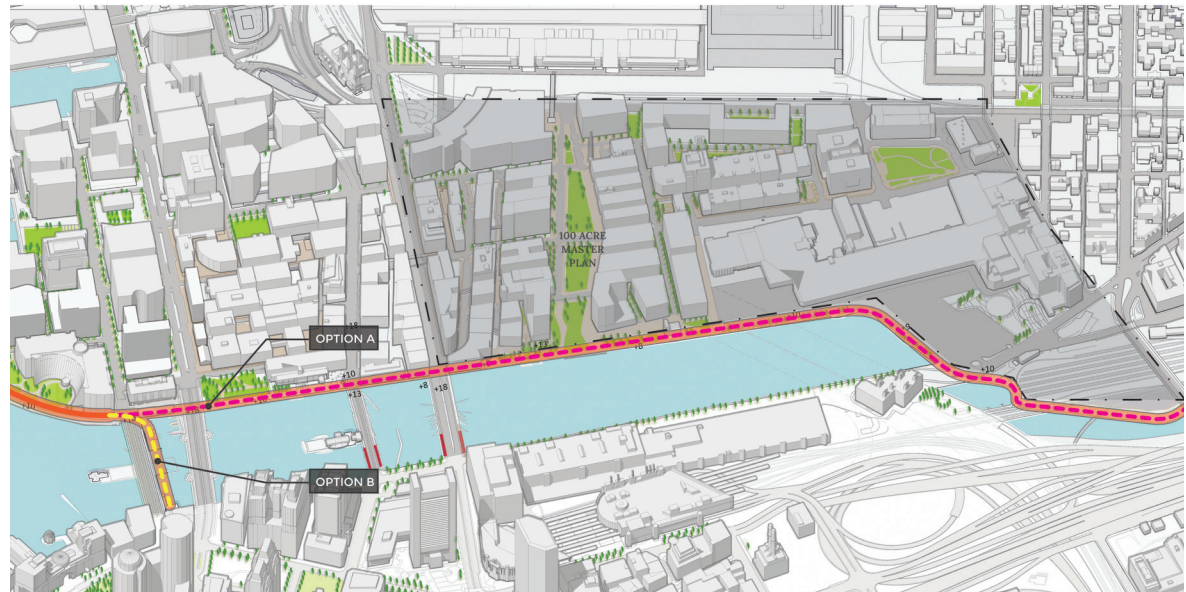 100 ACRE
MASTER
PLAN
+18
OPTION A
+13
+8
+10
+10
+8
+18
+10
+13
OPTION B